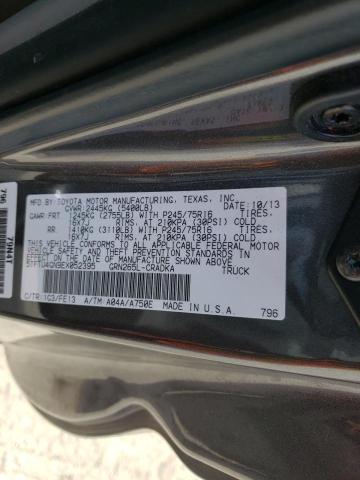 MFD.BY:TOYOTA MOTOR MANUFACTURING, TEXAS, INC.
GVWR:2445KG (5400LB) DATE: 10/13
GAWR:FRT. 1245KG (2755LB) WITH P245/75R16 TIRES,
16X7J RIMS, AT 210KPA (30PSI) COLD
RR. 1410KG (3110LB) WITH P245/75R16 TIRES,
16X7J RIMS, AT 210KPA (30PSI) COLD
THIS VEHICLE CONFORMS TO ALL APPLICABLE FEDERAL MOTOR
VEHICLE SAFETY AND THEFT PREVENTION STANDARDS IN
EFFECT ON THE DATE OF MANUFACTURE SHOWN ABOVE.
5TFTU4GN9EX052395 GRN265L-CRADKA TRUCK
C/TR:1G3/FE13 A/TM A04A/A750E MADE IN U.S.A.
796
796